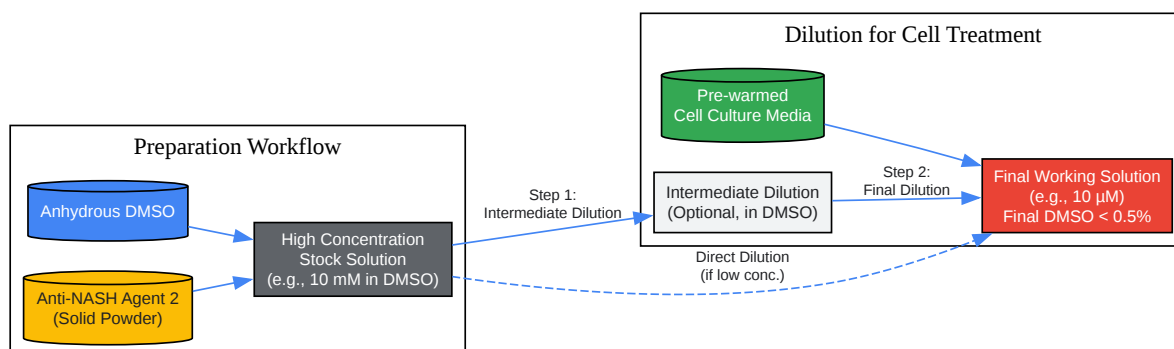 Dilution for Cell Treatment
Pre-warmed
Cell Culture Media
Preparation Workflow
Anhydrous DMSO
Anti-NASH Agent 2
(Solid Powder)
High Concentration
Stock Solution
(e.g., 10 mM in DMSO)
Step 1:
Intermediate Dilution
Intermediate Dilution
(Optional, in DMSO)
Step 2:
Final Dilution
Final Working Solution
(e.g., 10 µM)
Final DMSO < 0.5%
Direct Dilution
(if low conc.)